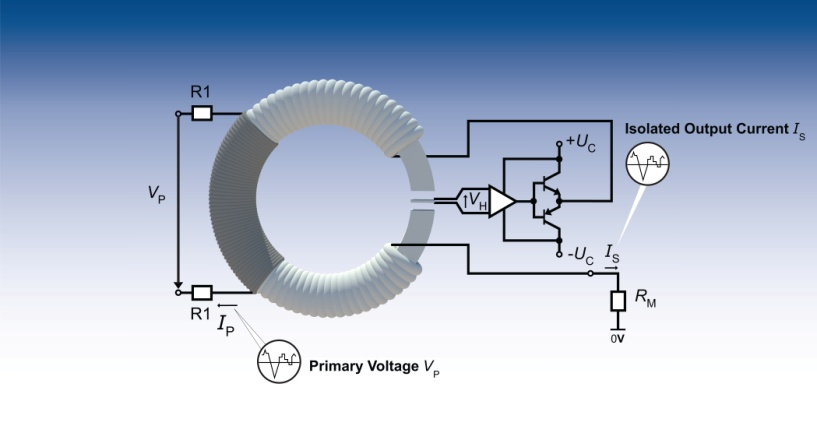 R1
Isolated Output Current Is
+Uc
VP
↑VH
-Uc
Is
RM
R1
IP
0V
Primary Voltage VP